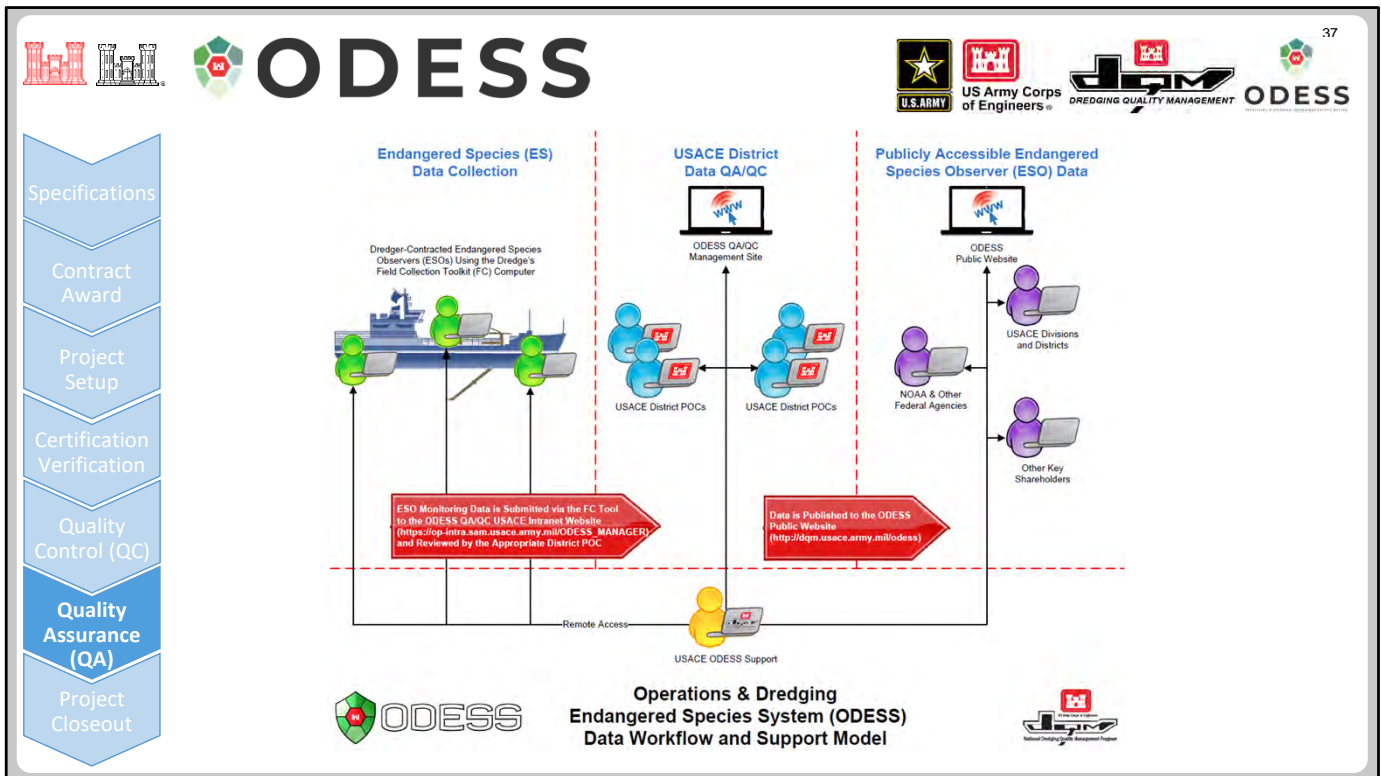 37
ODESS
U.S. ARMY
US Army Corps
of Engineers®
dqm
DREDGING QUALITY MANAGEMENT
ODESS
Specifications
Contract
Award
Project
Setup
Certification
Verification
Quality
Control (QC)
Quality
Assurance
(QA)
Project
Closeout
Endangered Species (ES)
Data Collection
Dredger-Contracted Endangered Species
Observers (ESOs) Using the Dredge's
Field Collection Toolkit (FC) Computer
USACE District
Data QA/QC
www
ODESS QA/QC
Management Site
USACE District POCs
USACE District POCs
Publicly Accessible Endangered
Species Observer (ESO) Data
www
ODESS
Public Website
USACE Divisions
and Districts
NOAA & Other
Federal Agencies
Other Key
Shareholders
ESO Monitoring Data is Submitted via the FC Tool
to the ODESS QA/QC USACE Intranet Website
(https://op-intra.sam.usace.army.mil/ODESS_MANAGER)
and Reviewed by the Appropriate District POC
Data is Published to the ODESS
Public Website
(http://dqm.usace.army.mil/odess)
Remote Access
USACE ODESS Support
ODESS
Operations & Dredging
Endangered Species System (ODESS)
Data Workflow and Support Model
dqm
National Dredging Quality Management Program